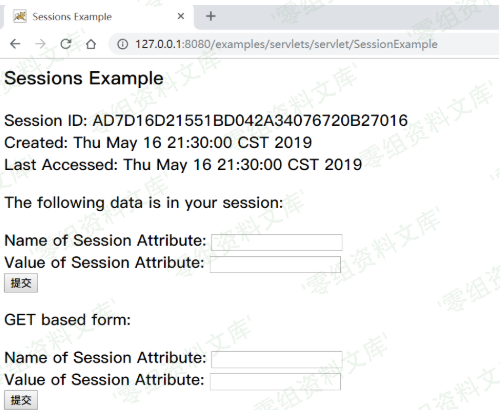 Sessions Example
127.0.0.1:8080/examples/servlets/servlet/SessionExample
Sessions Example
Session ID: AD7D16D21551BD042A34076720B27016
Created: Thu May 16 21:30:00 CST 2019
Last Accessed: Thu May 16 21:30:00 CST 2019
The following data is in your session:
Name of Session Attribute:
Value of Session Attribute:
提交
GET based form:
Name of Session Attribute:
Value of Session Attribute:
提交
零组资料文库